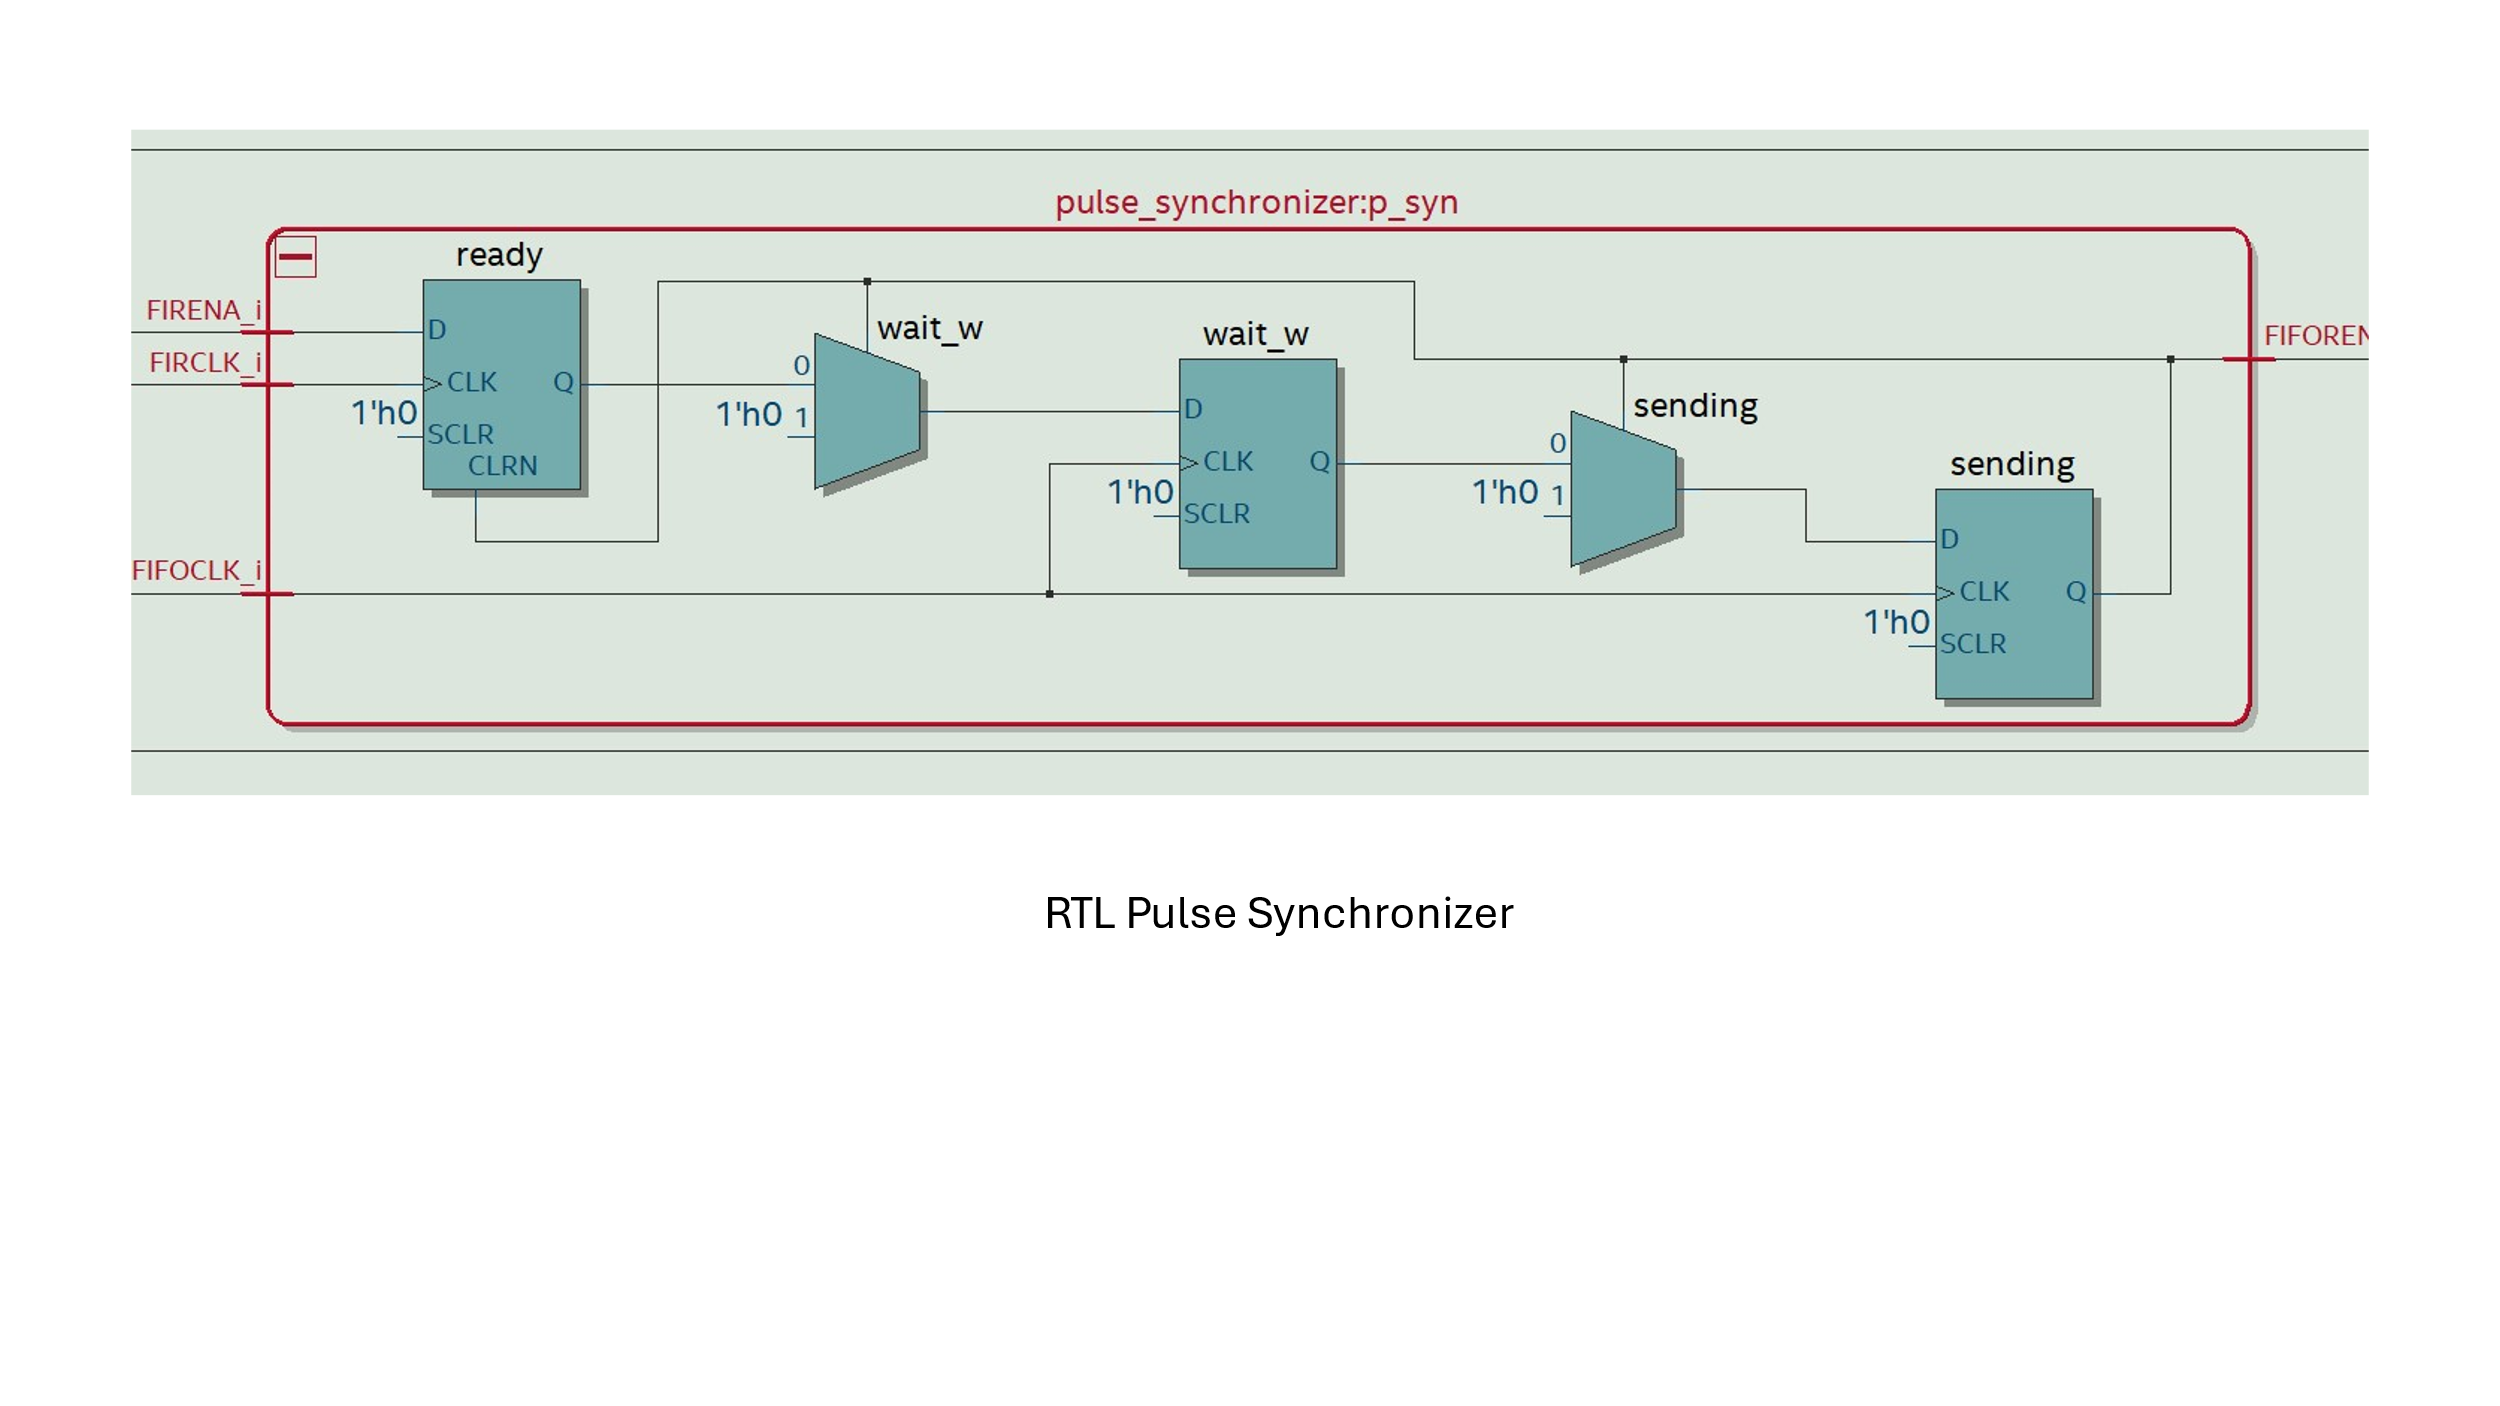 pulse_synchronizer:p_syn
ready
FIRENA_i
D
FIRCLK_i
CLK Q
1'h0
SCLR
CLRN
wait_w
0
1'h0 1
wait_w
D
CLK Q
1'h0
SCLR
sending
0
1'h0 1
sending
D
CLK Q
1'h0
SCLR
FIFOREN
FIFOCLK_i
RTL Pulse Synchronizer